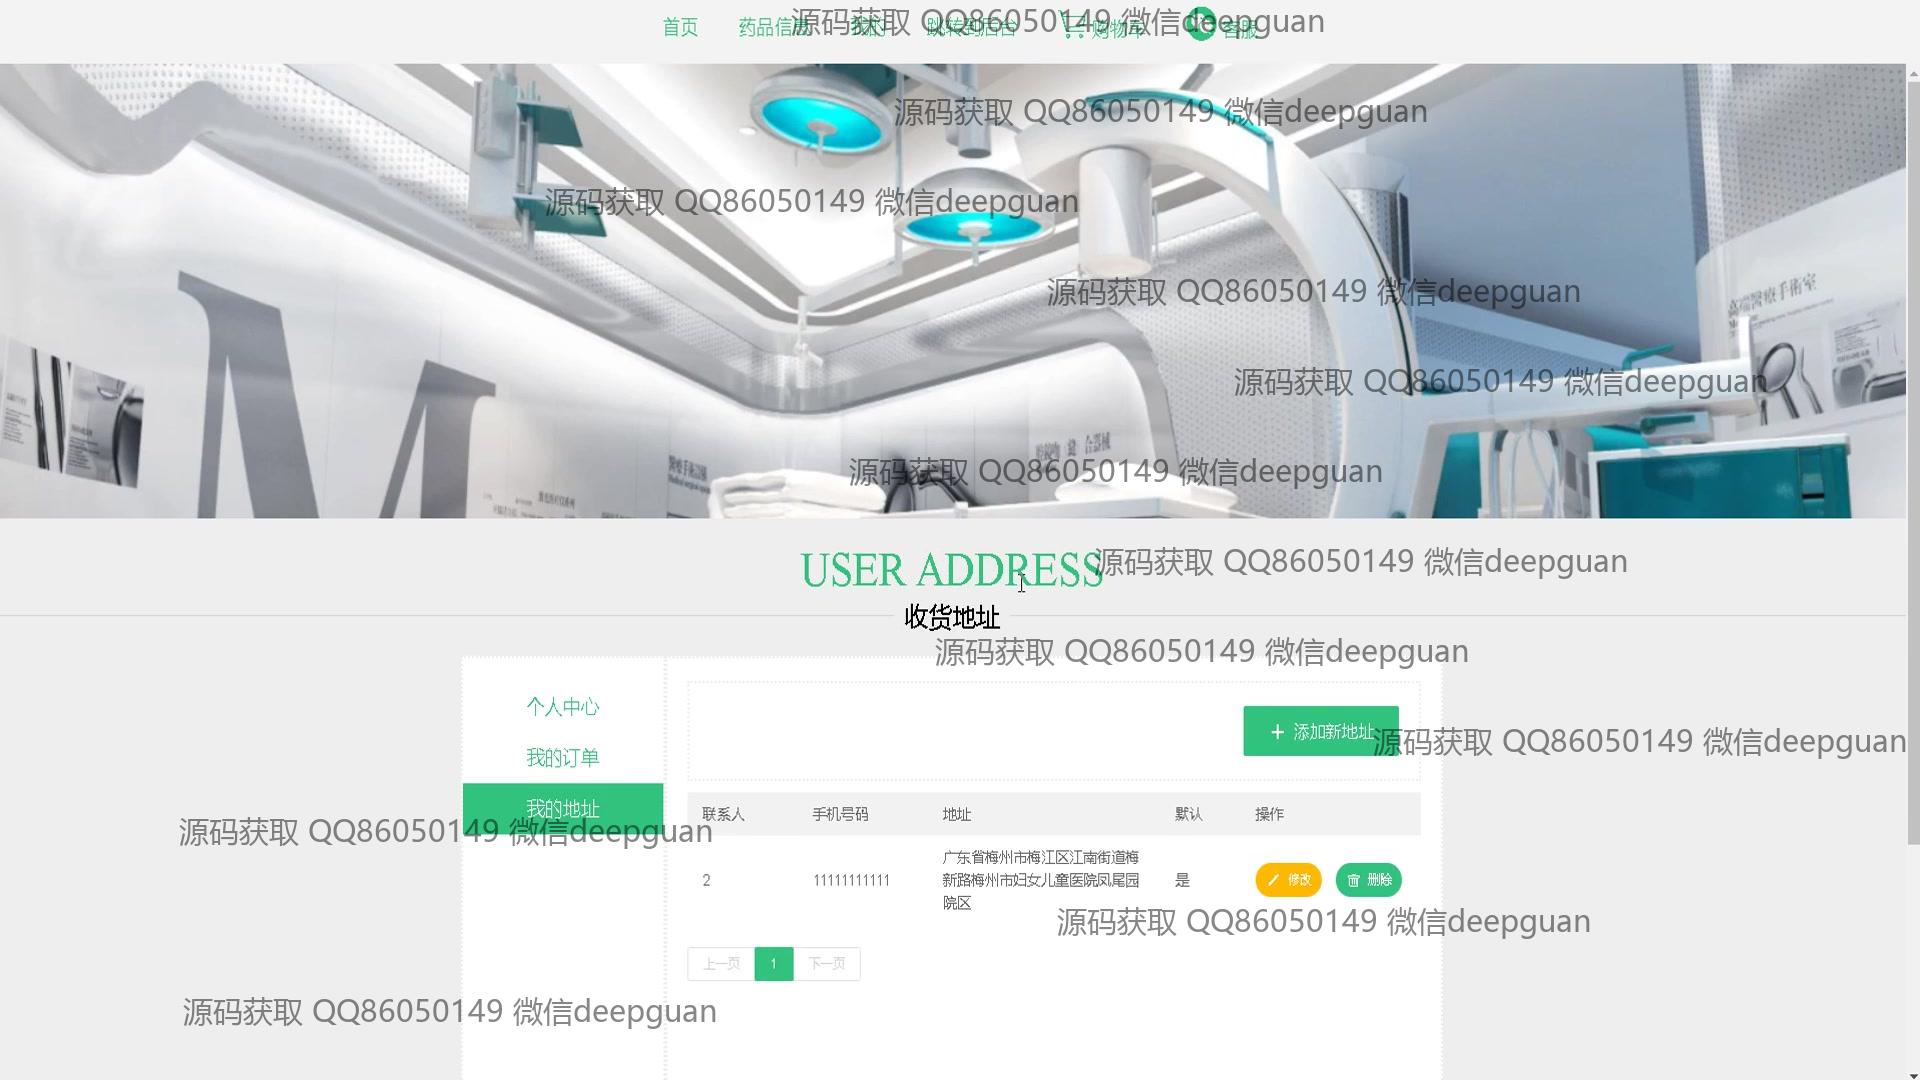 首页 药品信息 我的 跳转到后台 购物车 客服
源码获取 QQ86050149 微信deepguan
源码获取 QQ86050149 微信deepguan
源码获取 QQ86050149 微信deepguan
源码获取 QQ86050149 微信deepguan
高端醫療手術室
源码获取 QQ86050149 微信deepguan
M
源码获取 QQ86050149 微信deepguan
USER ADDRESS
源码获取 QQ86050149 微信deepguan
收货地址
源码获取 QQ86050149 微信deepguan
个人中心
我的订单
我的地址
+ 添加新地址
源码获取 QQ86050149 微信deepguan
联系人 手机号码 地址 默认 操作
源码获取 QQ86050149 微信deepguan
2 11111111111 广东省梅州市梅江区江南街道梅 是 修改 删除
新路梅州市妇女儿童医院凤尾园
院区
源码获取 QQ86050149 微信deepguan
上一页 1 下一页
源码获取 QQ86050149 微信deepguan